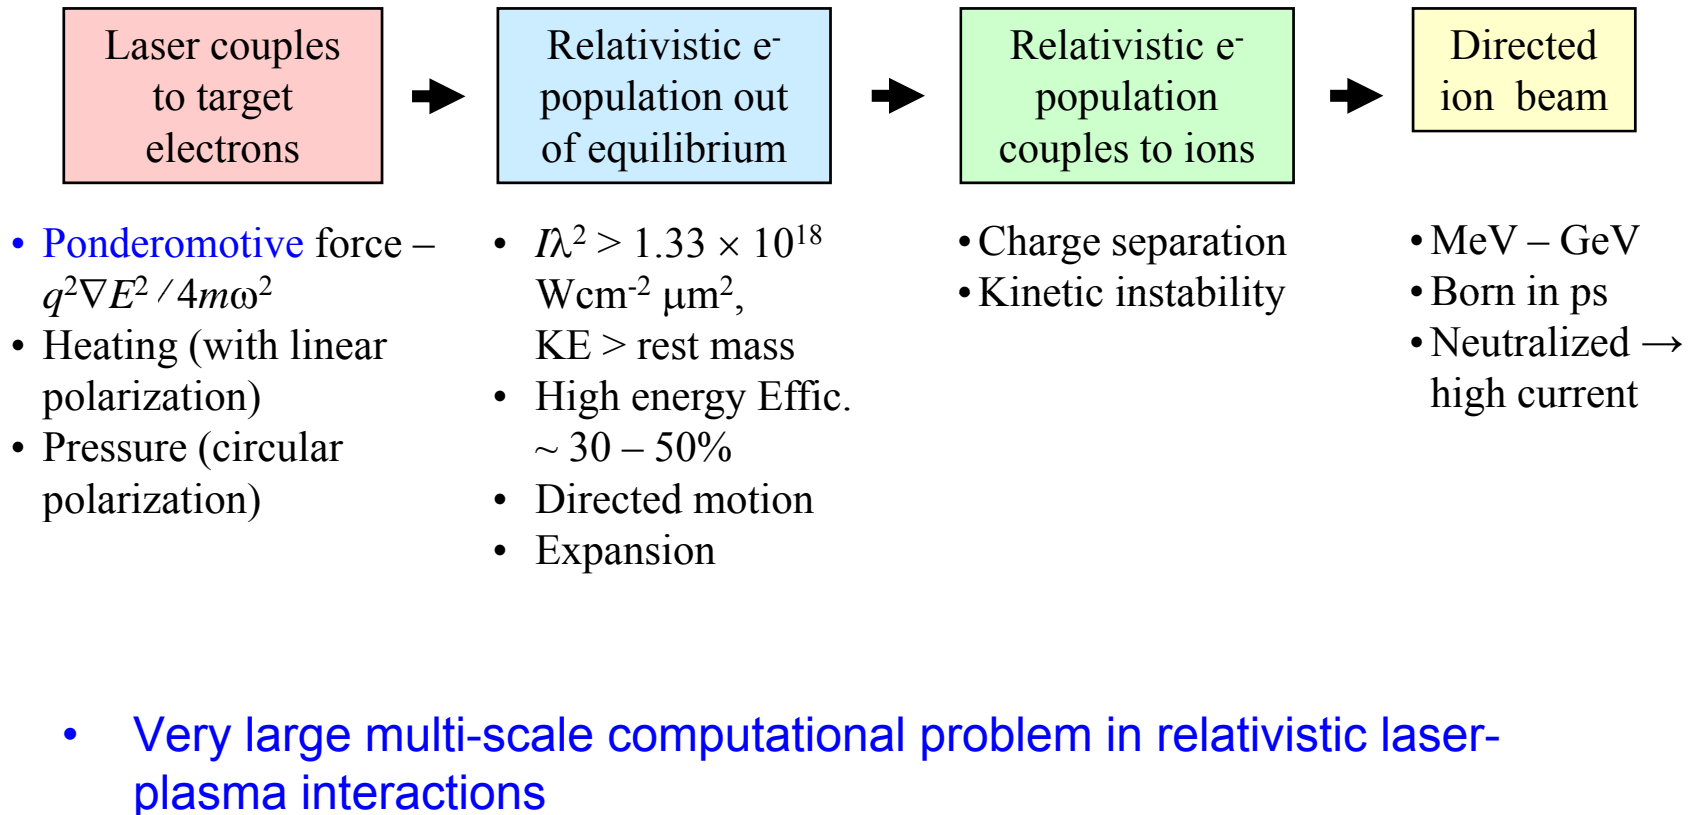 Laser couples
to target
electrons
Relativistic e⁻
population out
of equilibrium
Relativistic e⁻
population
couples to ions
Directed
ion beam
• Ponderomotive force –
q²∇E² ∕ 4mω²
• Heating (with linear
polarization)
• Pressure (circular
polarization)
• Iλ² > 1.33 × 10¹⁸
Wcm⁻² μm²,
KE > rest mass
• High energy Effic.
~ 30 – 50%
• Directed motion
• Expansion
• Charge separation
• Kinetic instability
• MeV – GeV
• Born in ps
• Neutralized →
high current
• Very large multi-scale computational problem in relativistic laser-
plasma interactions